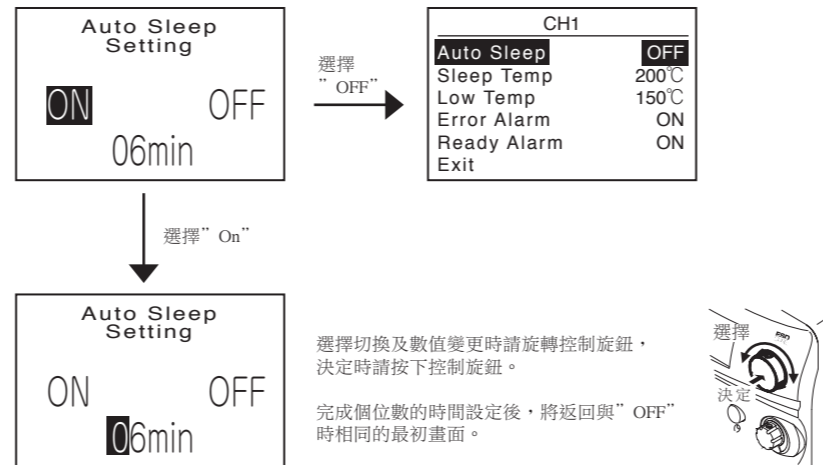 Auto Sleep
Setting
ON OFF
06min
選擇
”OFF”
CH1
Auto Sleep OFF
Sleep Temp 200℃
Low Temp 150℃
Error Alarm ON
Ready Alarm ON
Exit
選擇”On”
Auto Sleep
Setting
ON OFF
06min
選擇切換及數值變更時請旋轉控制旋鈕，
決定時請按下控制旋鈕。
完成個位數的時間設定後，將返回與”OFF”
時相同的最初畫面。
選擇
決定